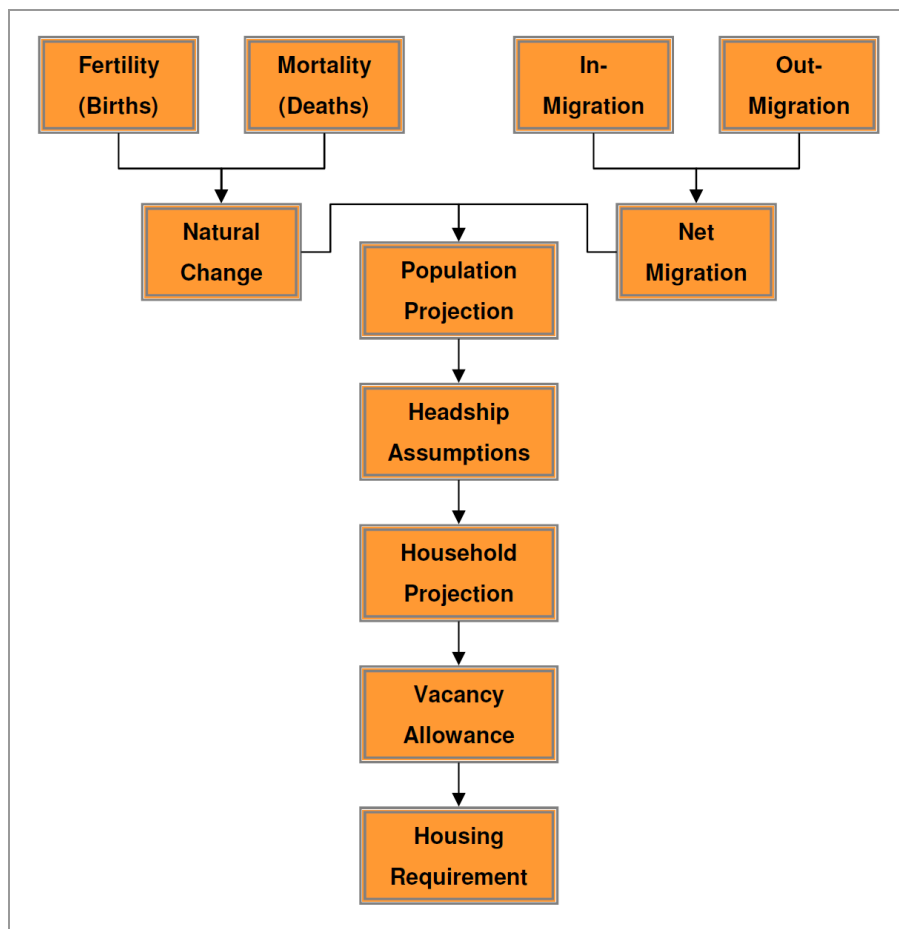 Fertility
(Births)
Mortality
(Deaths)
In-
Migration
Out-
Migration
Natural
Change
Net
Migration
Population
Projection
Headship
Assumptions
Household
Projection
Vacancy
Allowance
Housing
Requirement